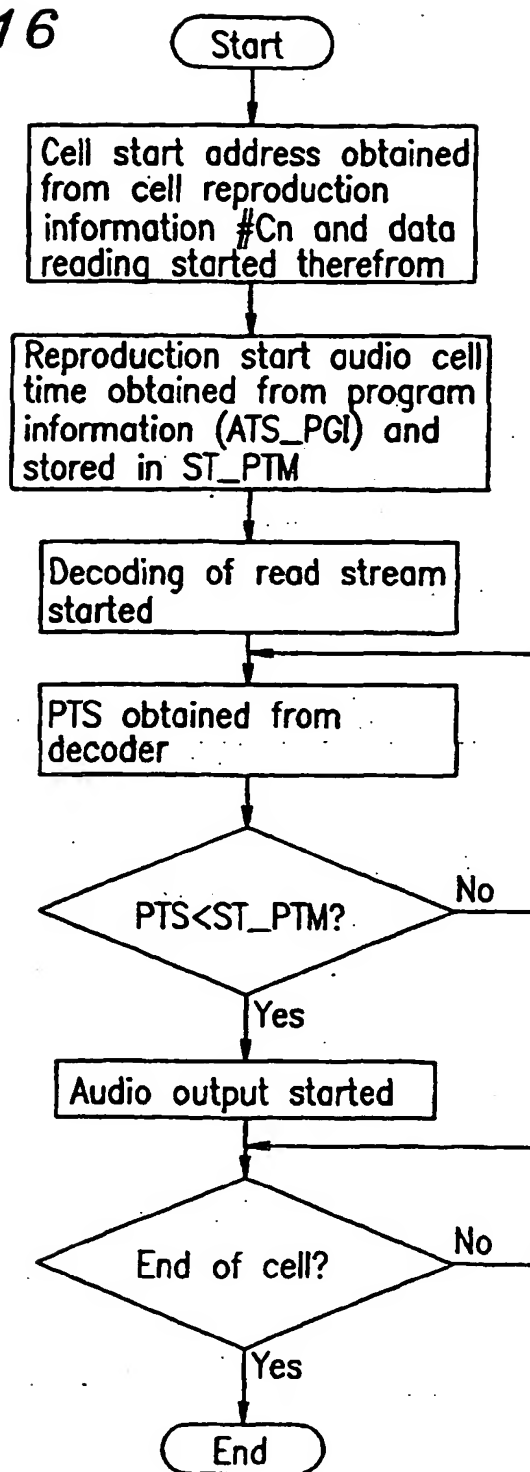 16
Start
Cell start address obtained
from cell reproduction
information #Cn and data
reading started therefrom
Reproduction start audio cell
time obtained from program
information (ATS_PGI) and
stored in ST_PTM
Decoding of read stream
started
PTS obtained from
decoder
PTS<ST_PTM?
No
Yes
Audio output started
End of cell?
No
Yes
End